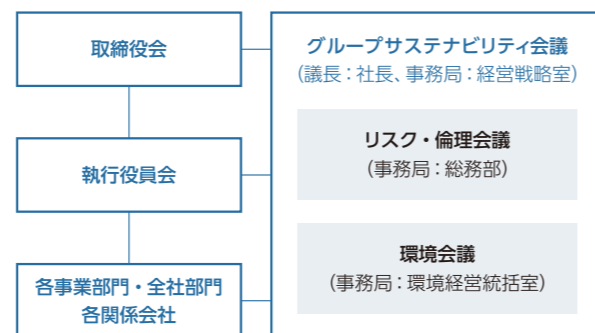 取締役会
執行役員会
各事業部門・全社部門
各関係会社
グループサステナビリティ会議
（議長：社長、事務局：経営戦略室）
リスク・倫理会議
（事務局：総務部）
環境会議
（事務局：環境経営統括室）